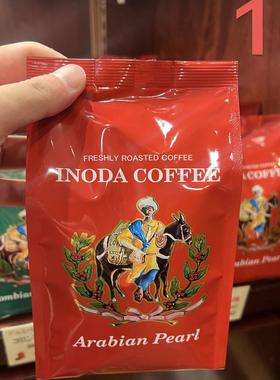 1
FRESHLY ROASTED COFFEE
INODA COFFEE
Arabian Pearl